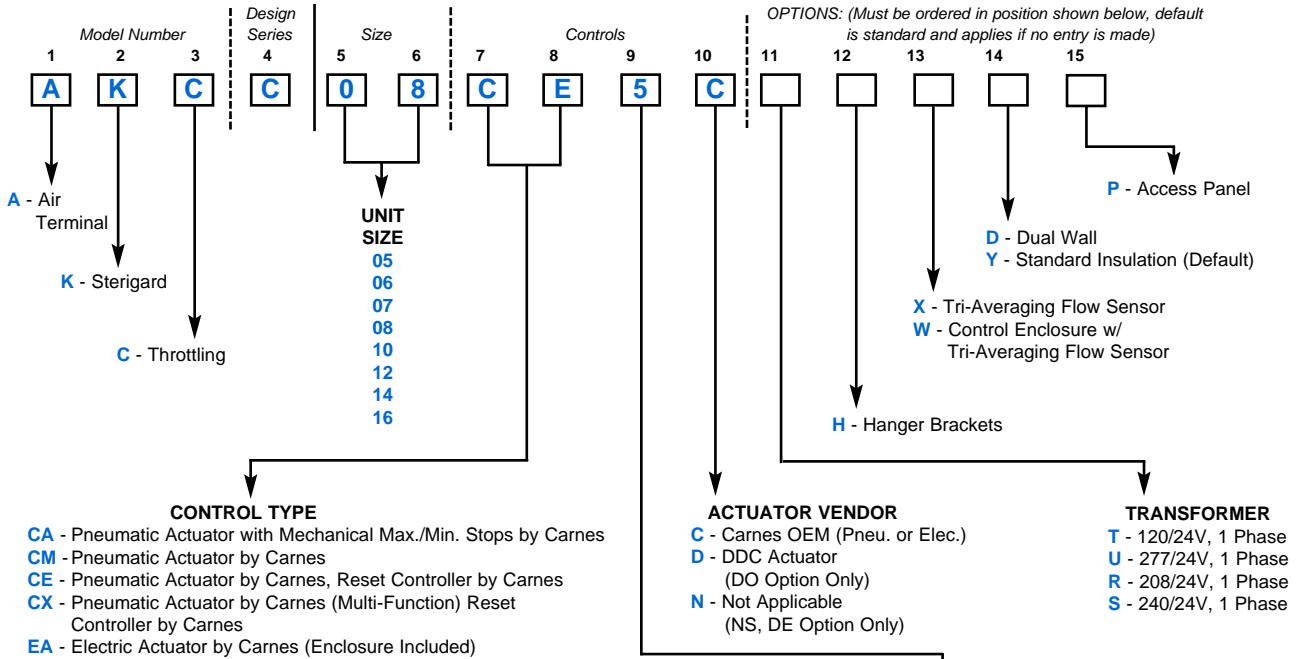 Model Number
Design
Series
Size
Controls
OPTIONS: (Must be ordered in position shown below, default
is standard and applies if no entry is made)
1 2 3 4 5 6 7 8 9 10 11 12 13 14 15
A K C C 0 8 C E 5 C
A - Air
Terminal
K - Sterigard
C - Throttling
UNIT
SIZE
05
06
07
08
10
12
14
16
P - Access Panel
D - Dual Wall
Y - Standard Insulation (Default)
X - Tri-Averaging Flow Sensor
W - Control Enclosure w/
Tri-Averaging Flow Sensor
H - Hanger Brackets
CONTROL TYPE
CA - Pneumatic Actuator with Mechanical Max./Min. Stops by Carnes
CM - Pneumatic Actuator by Carnes
CE - Pneumatic Actuator by Carnes, Reset Controller by Carnes
CX - Pneumatic Actuator by Carnes (Multi-Function) Reset
Controller by Carnes
EA - Electric Actuator by Carnes (Enclosure Included)
ACTUATOR VENDOR
C - Carnes OEM (Pneu. or Elec.)
D - DDC Actuator
(DO Option Only)
N - Not Applicable
(NS, DE Option Only)
TRANSFORMER
T - 120/24V, 1 Phase
U - 277/24V, 1 Phase
R - 208/24V, 1 Phase
S - 240/24V, 1 Phase